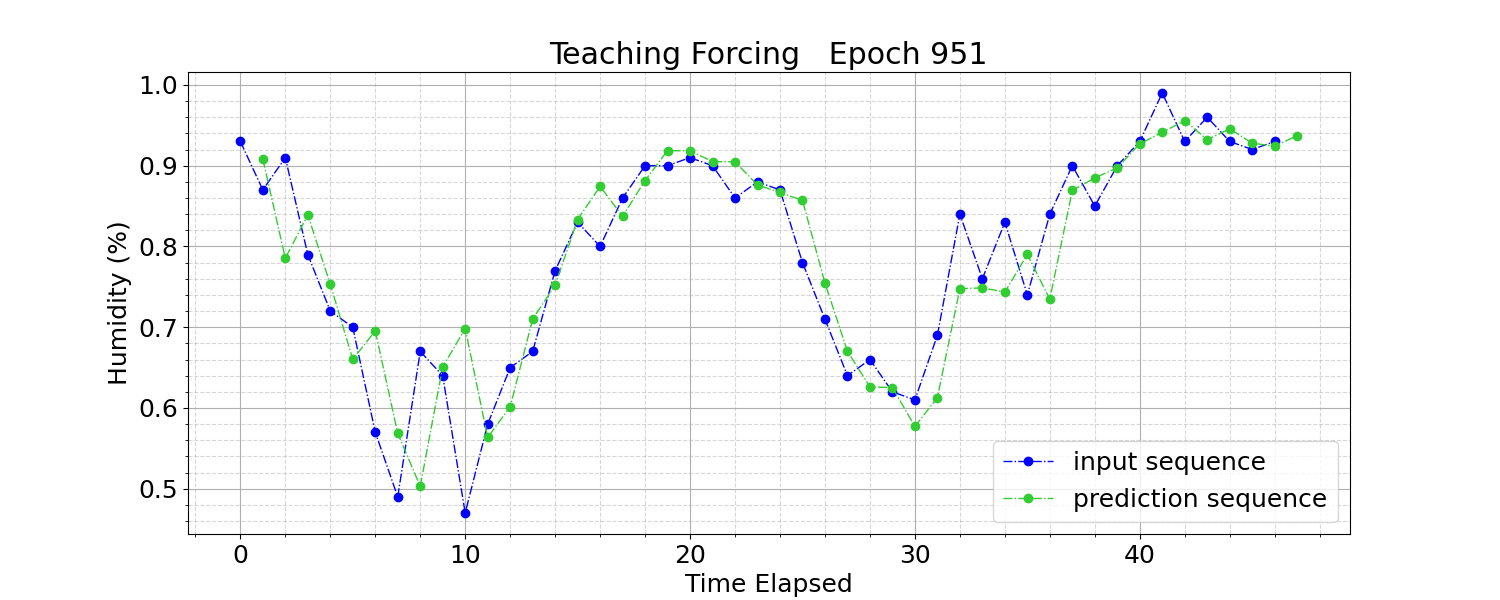 Teaching Forcing   Epoch 951
1.0
0.9
0.8
0.7
0.6
0.5
Humidity (%)
0
10
20
30
40
Time Elapsed
input sequence
prediction sequence